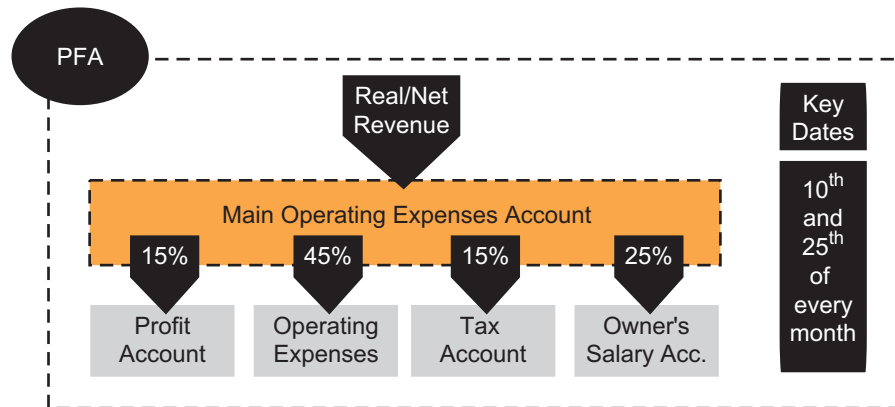 PFA
Real/Net
Revenue
Key
Dates
Main Operating Expenses Account
15%
45%
15%
25%
Profit
Account
Operating
Expenses
Tax
Account
Owner's
Salary Acc.
10th
and
25th
of
every
month